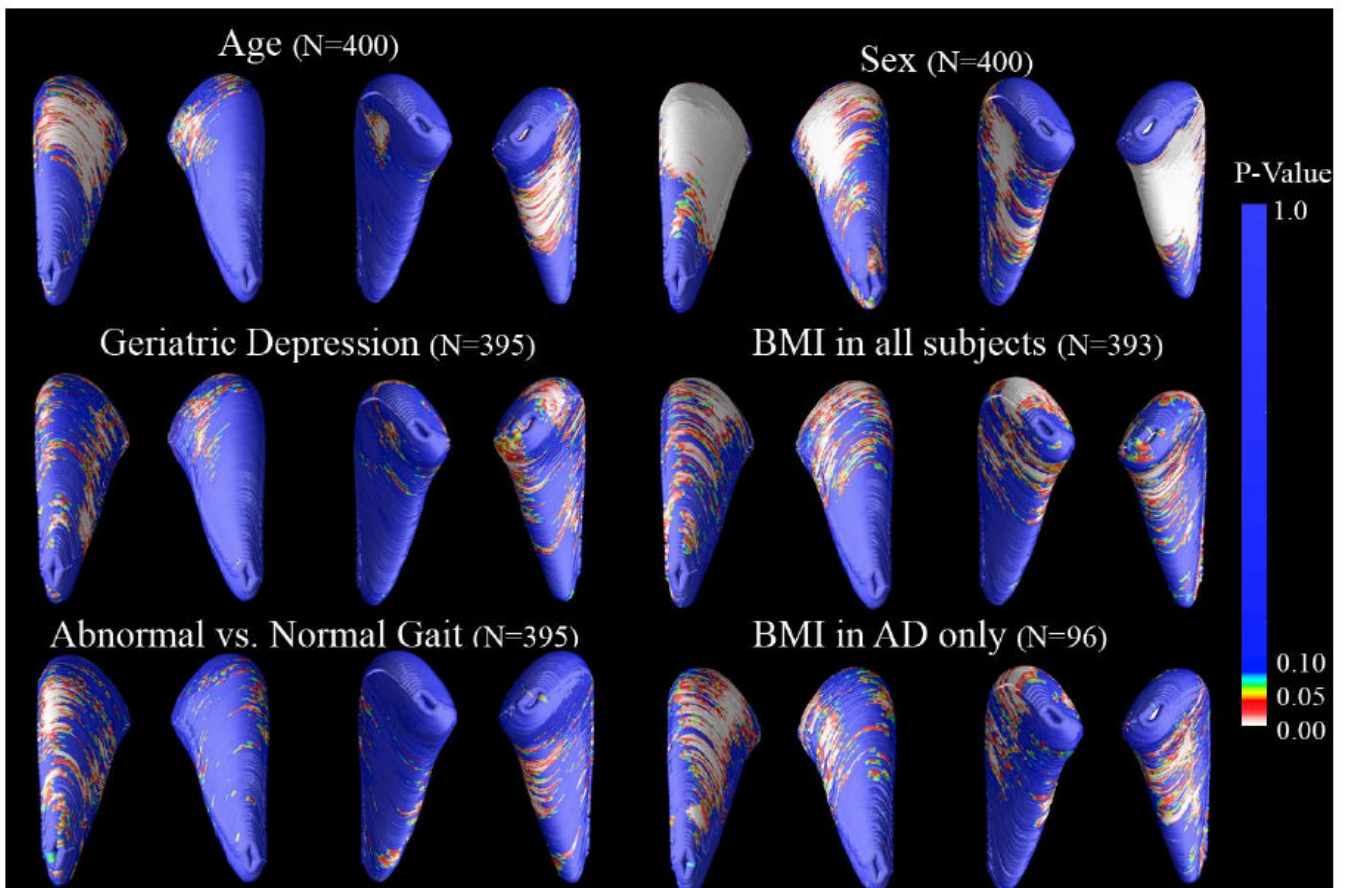 Age (N=400)
Sex (N=400)
Geriatric Depression (N=395)
BMI in all subjects (N=393)
Abnormal vs. Normal Gait (N=395)
BMI in AD only (N=96)
P-Value
1.0
0.10
0.05
0.00